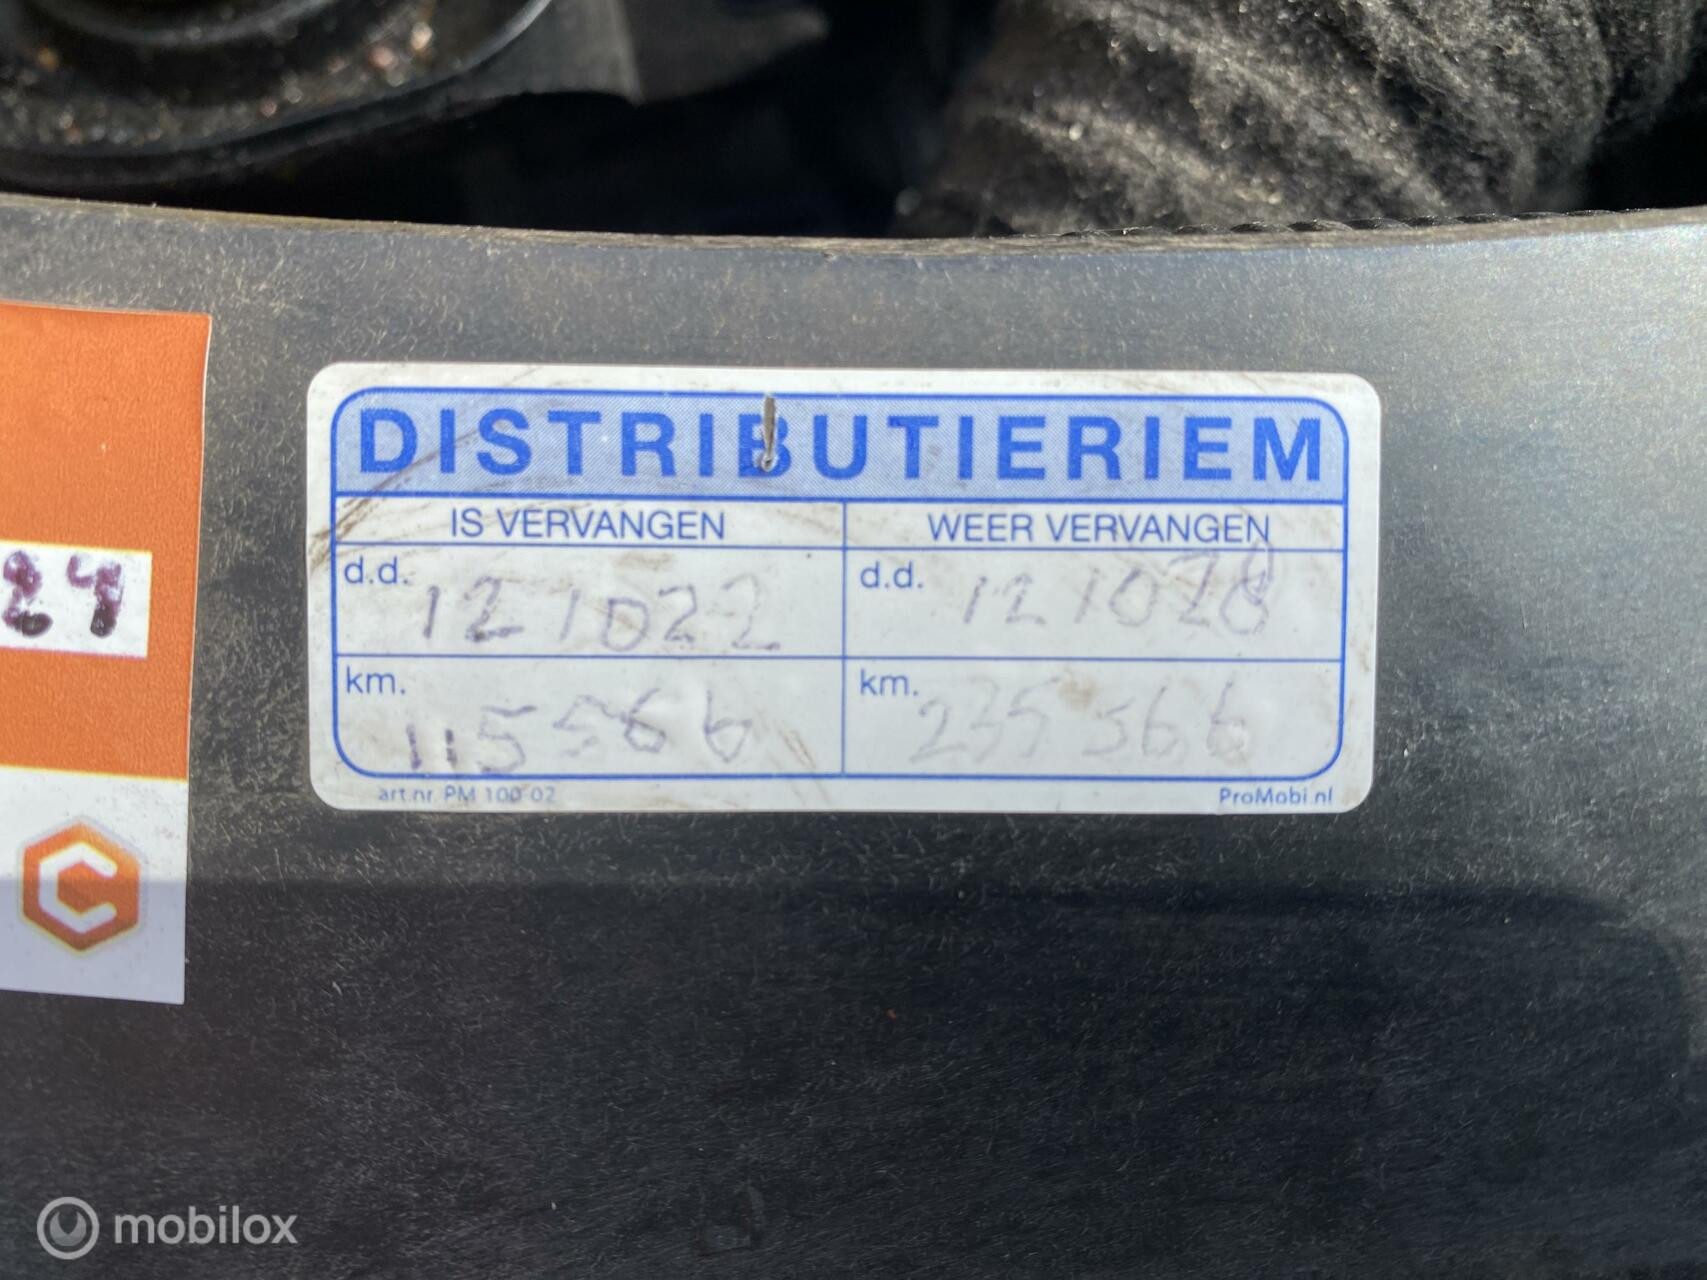 DISTRIBUTIERIEM
IS VERVANGEN WEER VERVANGEN
d.d. 121022 d.d. 121028
km. 115566 km. 235566
art.nr. PM 100-02 ProMobi.nl
24
C
mobilox